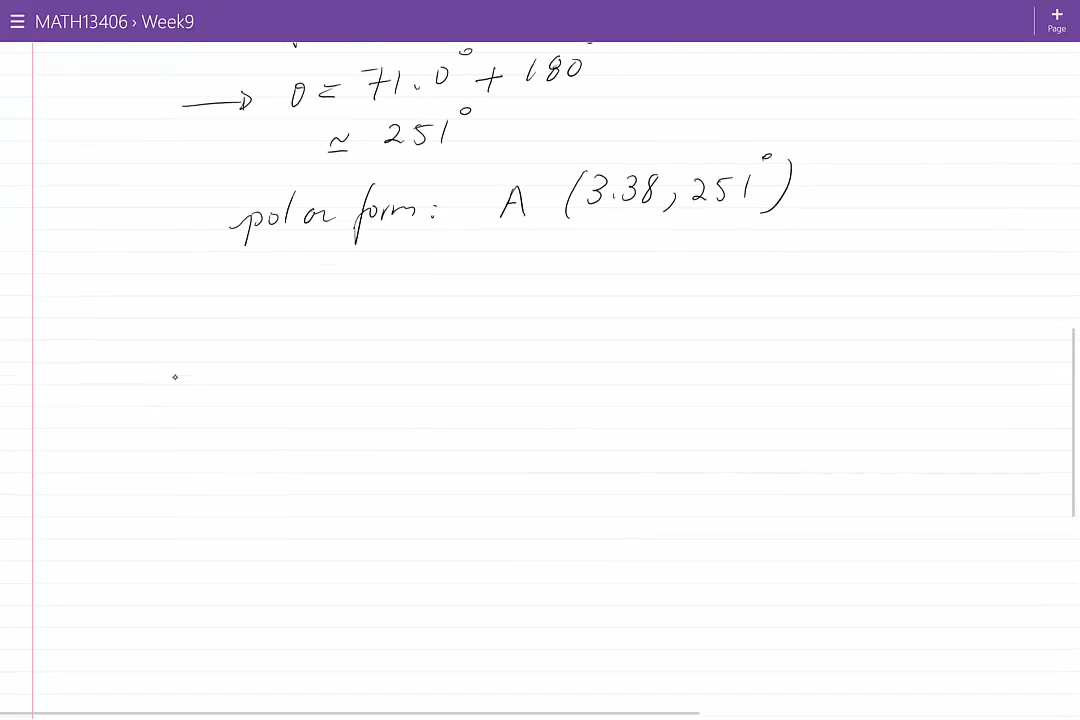 MATH13406 › Week9
Page
→ θ = 71.0° + 180°
≃ 251°
polar form: A (3.38, 251°)